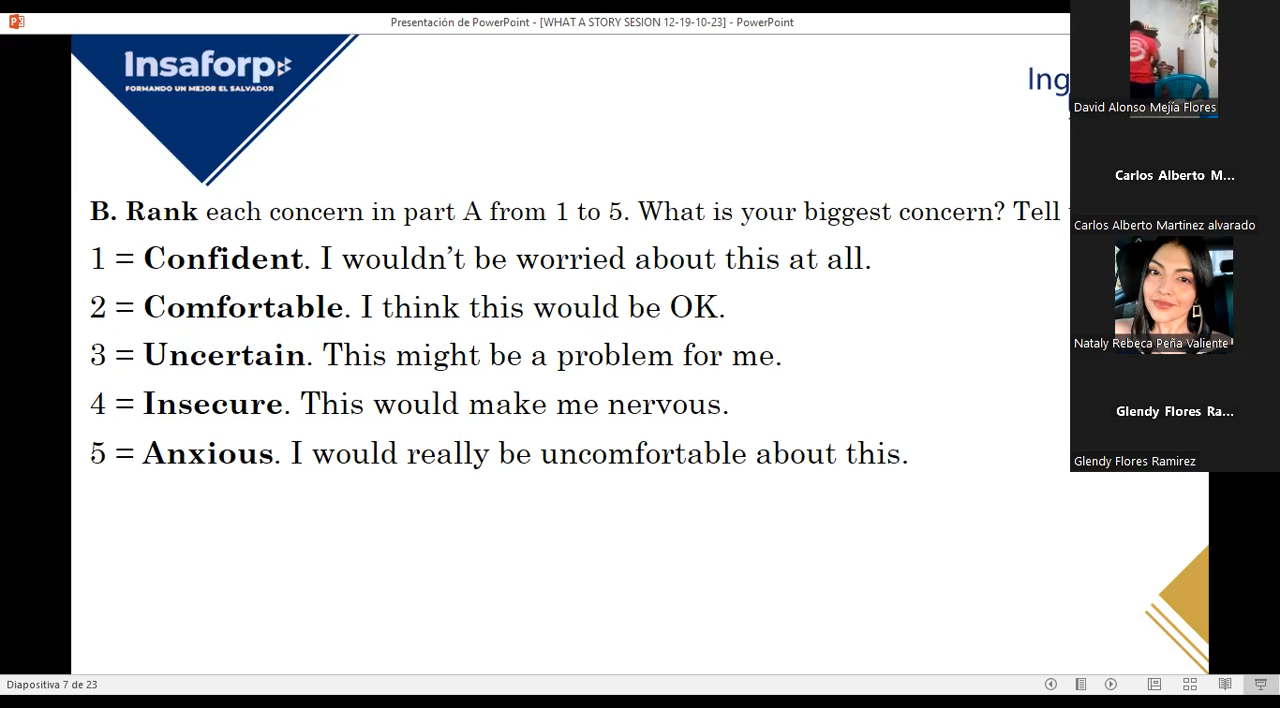 Presentación de PowerPoint - [WHAT A STORY SESION 12-19-10-23] - PowerPoint
Insaforp
FORMANDO UN MEJOR EL SALVADOR
Ing
B. Rank each concern in part A from 1 to 5. What is your biggest concern? Tell
1 = Confident. I wouldn't be worried about this at all.
2 = Comfortable. I think this would be OK.
3 = Uncertain. This might be a problem for me.
4 = Insecure. This would make me nervous.
5 = Anxious. I would really be uncomfortable about this.
David Alonso Mejía Flores
Carlos Alberto M...
Carlos Alberto Martinez alvarado
Nataly Rebeca Peña Valiente
Glendy Flores Ra...
Glendy Flores Ramirez
Diapositiva 7 de 23